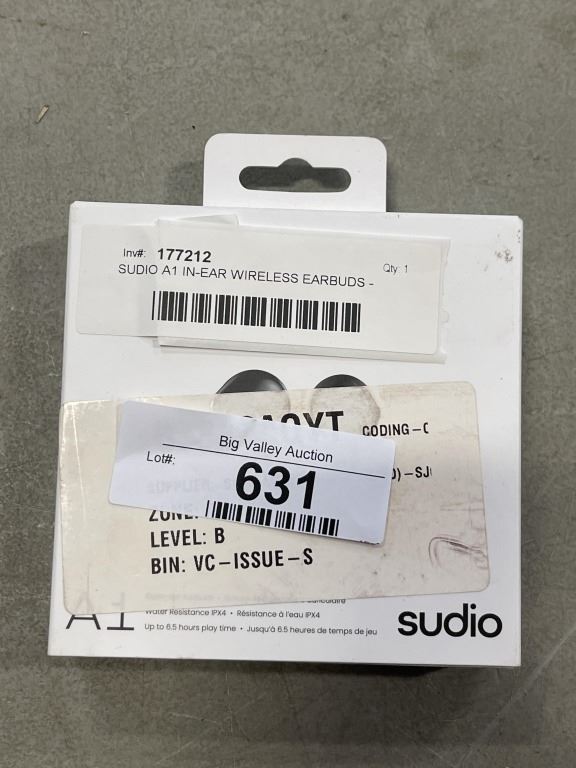 Inv#: 177212
Qty: 1
SUDIO A1 IN-EAR WIRELESS EARBUDS -
CODING-C
Big Valley Auction
Lot#: 631
LEVEL: B
BIN: VC-ISSUE-S
A1
Water Resistance IPX4 • Résistance à l'eau IPX4
Up to 6.5 hours play time • Jusqu'à 6.5 heures de temps de jeu
sudio